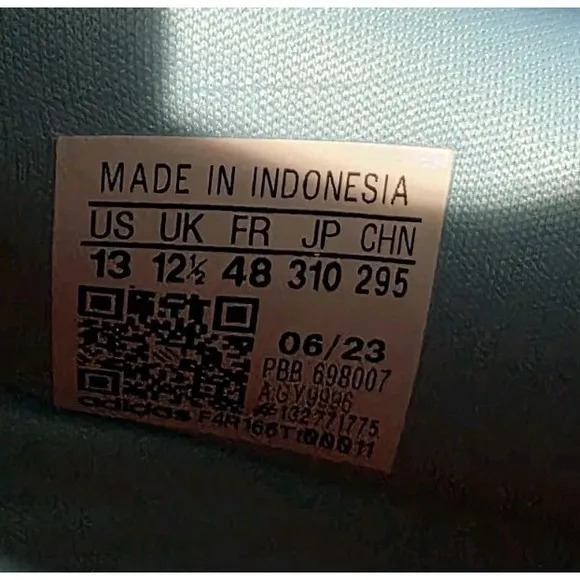 MADE IN INDONESIA
US UK FR JP CHN
13 12½ 48 310 295
06/23
PBB 698007
#132771775
adidas